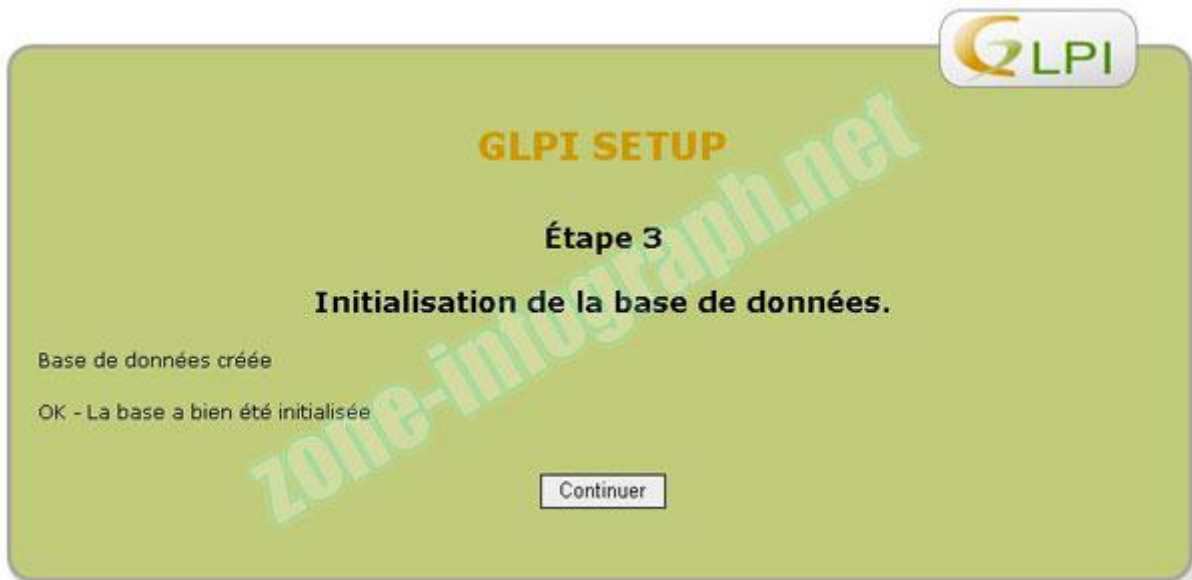 GLPI
GLPI SETUP
Étape 3
Initialisation de la base de données.
Base de données créée
OK - La base a bien été initialisée
Continuer
zone-infograph.net